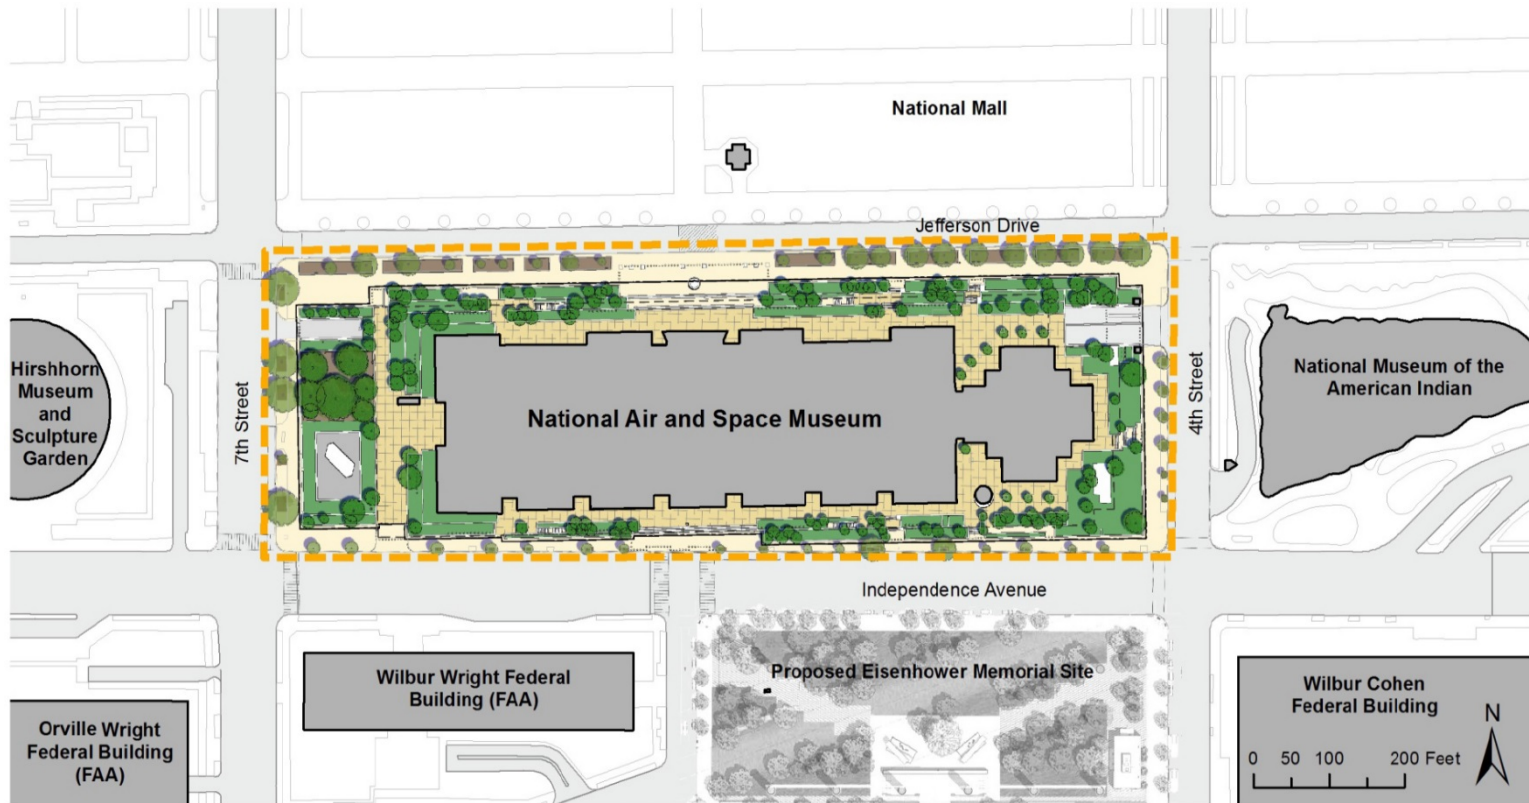 National Mall
Jefferson Drive
Hirshhorn
Museum
and
Sculpture
Garden
7th Street
National Air and Space Museum
4th Street
National Museum of the
American Indian
Independence Avenue
Orville Wright
Federal Building
(FAA)
Wilbur Wright Federal
Building (FAA)
Proposed Eisenhower Memorial Site
Wilbur Cohen
Federal Building
N
0 50 100 200 Feet